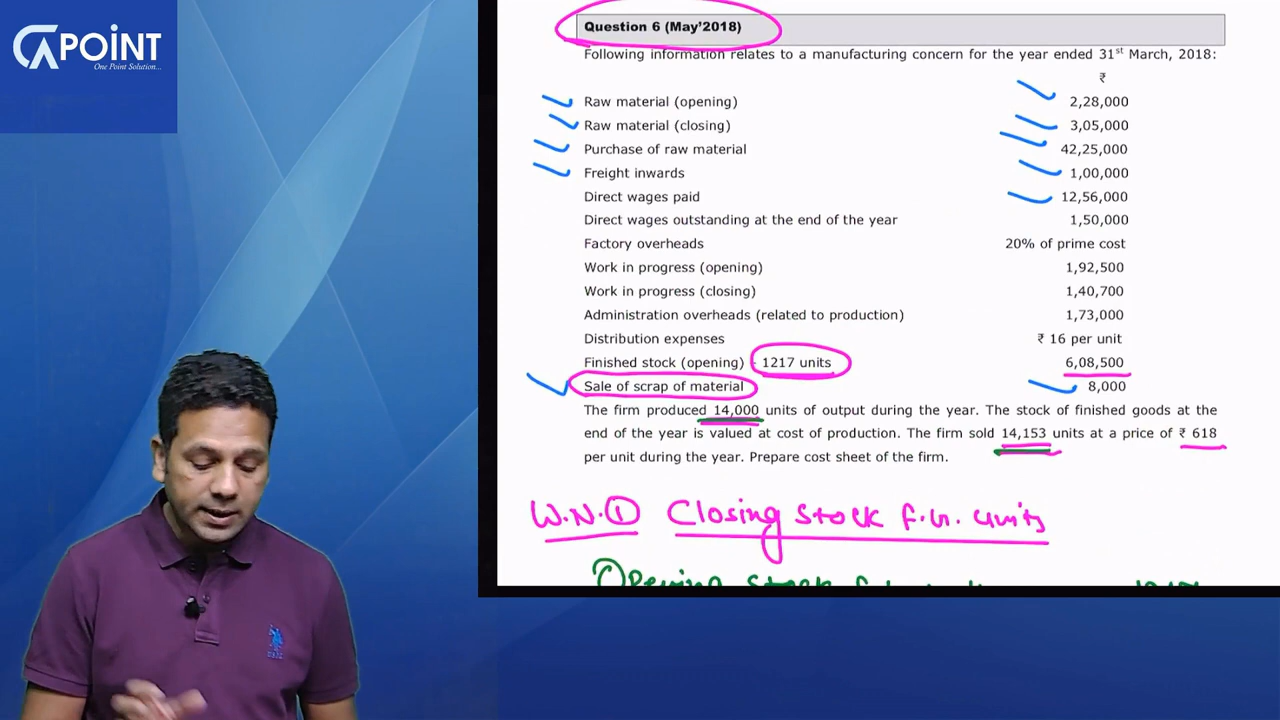 CAPOINT
One Point Solution...
Question 6 (May'2018)
Following information relates to a manufacturing concern for the year ended 31st March, 2018:
₹
Raw material (opening) 2,28,000
Raw material (closing) 3,05,000
Purchase of raw material 42,25,000
Freight inwards 1,00,000
Direct wages paid 12,56,000
Direct wages outstanding at the end of the year 1,50,000
Factory overheads 20% of prime cost
Work in progress (opening) 1,92,500
Work in progress (closing) 1,40,700
Administration overheads (related to production) 1,73,000
Distribution expenses ₹ 16 per unit
Finished stock (opening) - 1217 units 6,08,500
Sale of scrap of material 8,000
The firm produced 14,000 units of output during the year. The stock of finished goods at the
end of the year is valued at cost of production. The firm sold 14,153 units at a price of ₹ 618
per unit during the year. Prepare cost sheet of the firm.
W.N.① Closing Stock f.G. Units
Opening Stock